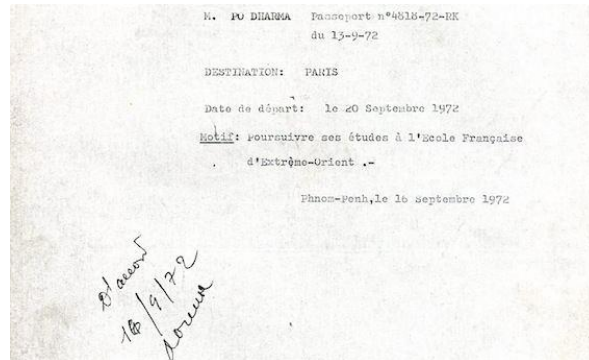 M. PO DHARMA Passeport n°4818-72-RK
du 13-9-72
DESTINATION: PARIS
Date de départ: le 20 Septembre 1972
Motif: Poursuivre ses études à l'Ecole Française
d'Extrême-Orient .-
Phnom-Penh,le 16 septembre 1972
D'accord
18/9/72